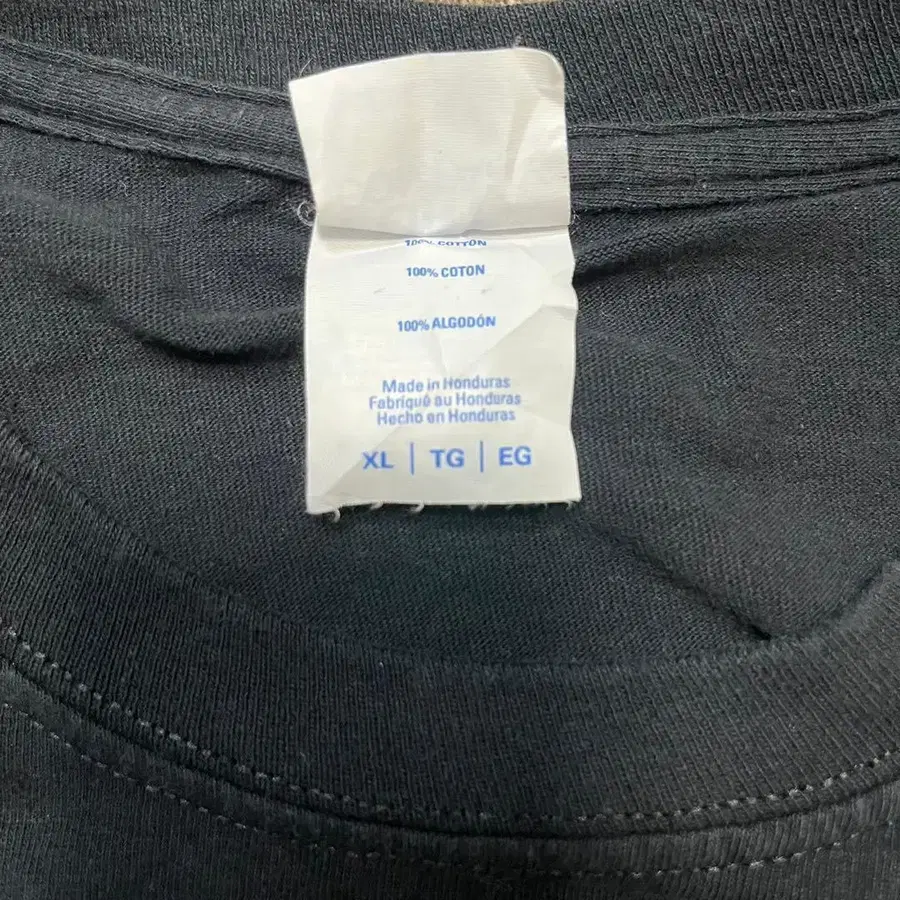 100% COTTON
100% COTON
100% ALGODÓN
Made in Honduras
Fabriqué au Honduras
Hecho en Honduras
XL | TG | EG